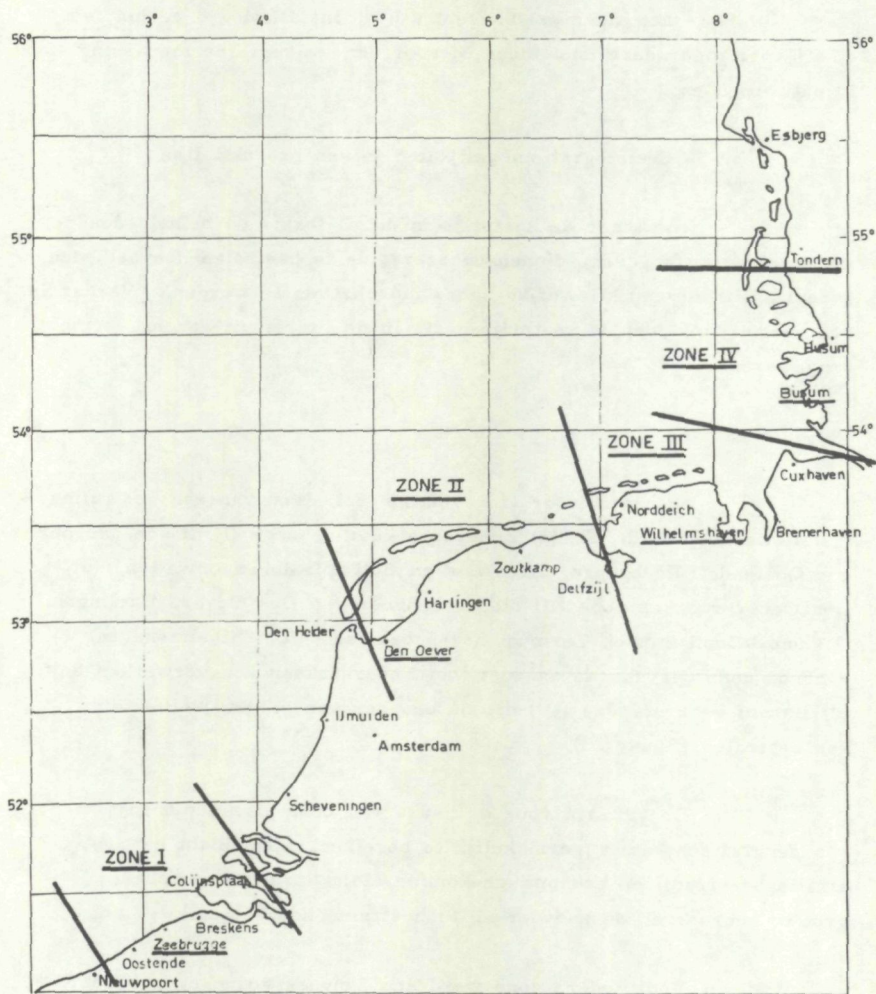 3° 4° 5° 6° 7° 8°
56° 56°
Esbjerg
55° 55°
Tondern
Husum
ZONE IV
Büsum
54° 54°
ZONE III
ZONE II
Cuxhaven
Norddeich
Wilhelmshaven
Bremerhaven
Zoutkamp
Delfzijl
Harlingen
53°
Den Helder
Den Oever
IJmuiden
Amsterdam
52°
Scheveningen
ZONE I
Colijnsplaat
Breskens
Zeebrugge
Oostende
Nieuwpoort